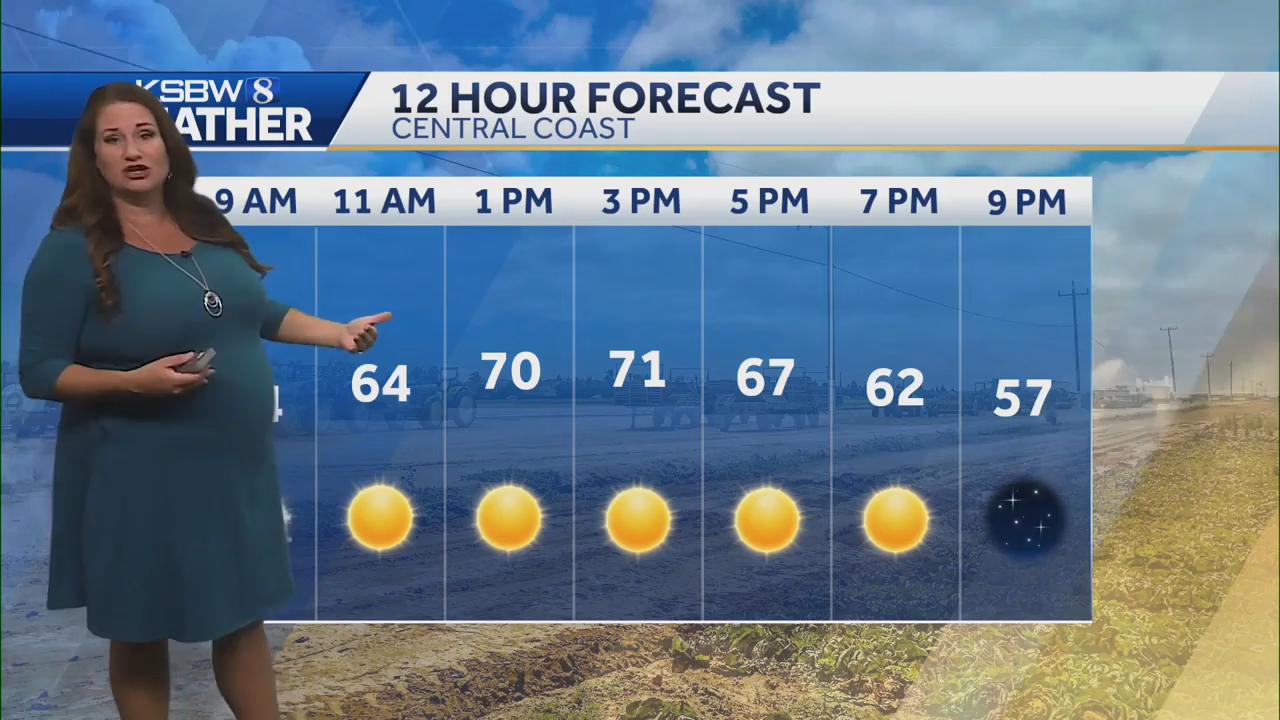 KSBW 8
12 HOUR FORECAST
CENTRAL COAST
9 AM 11 AM 1 PM 3 PM 5 PM 7 PM 9 PM
64 70 71 67 62 57